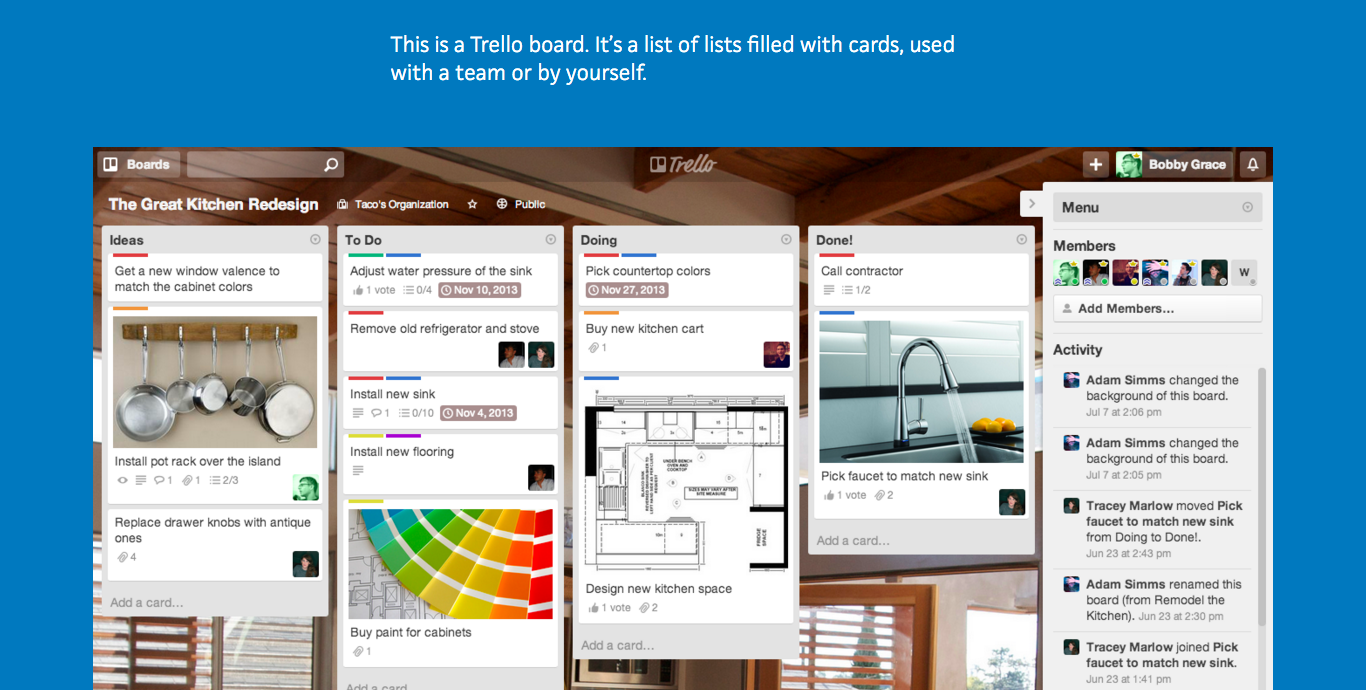 This is a Trello board. It’s a list of lists filled with cards, used
with a team or by yourself.
Boards
Trello
Bobby Grace
The Great Kitchen Redesign
Taco's Organization
Public
Ideas
Get a new window valence to
match the cabinet colors
Install pot rack over the island
1 1 2/3
Replace drawer knobs with antique
ones
4
Add a card…
To Do
Adjust water pressure of the sink
1 vote 0/4 Nov 10, 2013
Remove old refrigerator and stove
Install new sink
1 0/10 Nov 4, 2013
Install new flooring
Buy paint for cabinets
1
Add a card
Doing
Pick countertop colors
Nov 27, 2013
Buy new kitchen cart
1
UNDER BENCH
OVEN AND
COOKTOP
SIZES MAY VARY AFTER
SITE MEASURE
FRIDGE
SPACE
Design new kitchen space
1 vote 2
Add a card…
Done!
Call contractor
1/2
Pick faucet to match new sink
1 vote 2
Add a card…
Menu
Members
W
Add Members…
Activity
Adam Simms changed the
background of this board.
Jul 7 at 2:06 pm
Adam Simms changed the
background of this board.
Jul 7 at 2:05 pm
Tracey Marlow moved Pick
faucet to match new sink
from Doing to Done!.
Jun 23 at 2:43 pm
Adam Simms renamed this
board (from Remodel the
Kitchen). Jun 23 at 2:30 pm
Tracey Marlow joined Pick
faucet to match new sink.
Jun 23 at 1:41 pm